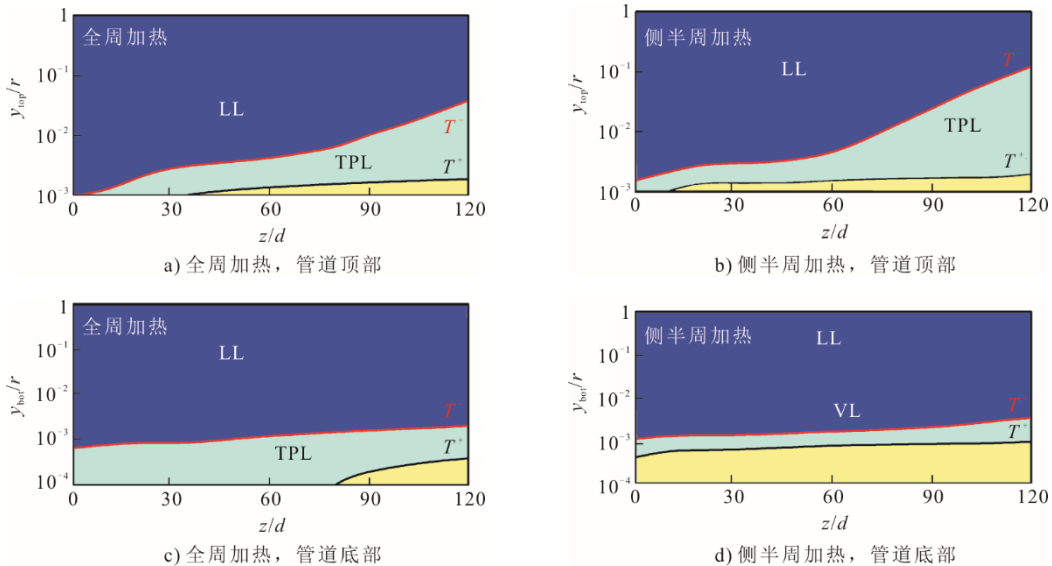 全周加热
LL
TPL
T⁻
T⁺
1
10⁻¹
10⁻²
10⁻³
y_top/r
0 30 60 90 120
z/d
a) 全周加热，管道顶部
侧半周加热
LL
TPL
T
T⁺
1
10⁻¹
10⁻²
10⁻³
y_top/r
0 30 60 90 120
z/d
b) 侧半周加热，管道顶部
全周加热
LL
TPL
T⁻
T⁺
1
10⁻¹
10⁻²
10⁻³
10⁻⁴
y_bot/r
0 30 60 90 120
z/d
c) 全周加热，管道底部
侧半周加热
LL
VL
T⁻
T⁺
1
10⁻¹
10⁻²
10⁻³
10⁻⁴
y_bot/r
0 30 60 90 120
z/d
d) 侧半周加热，管道底部